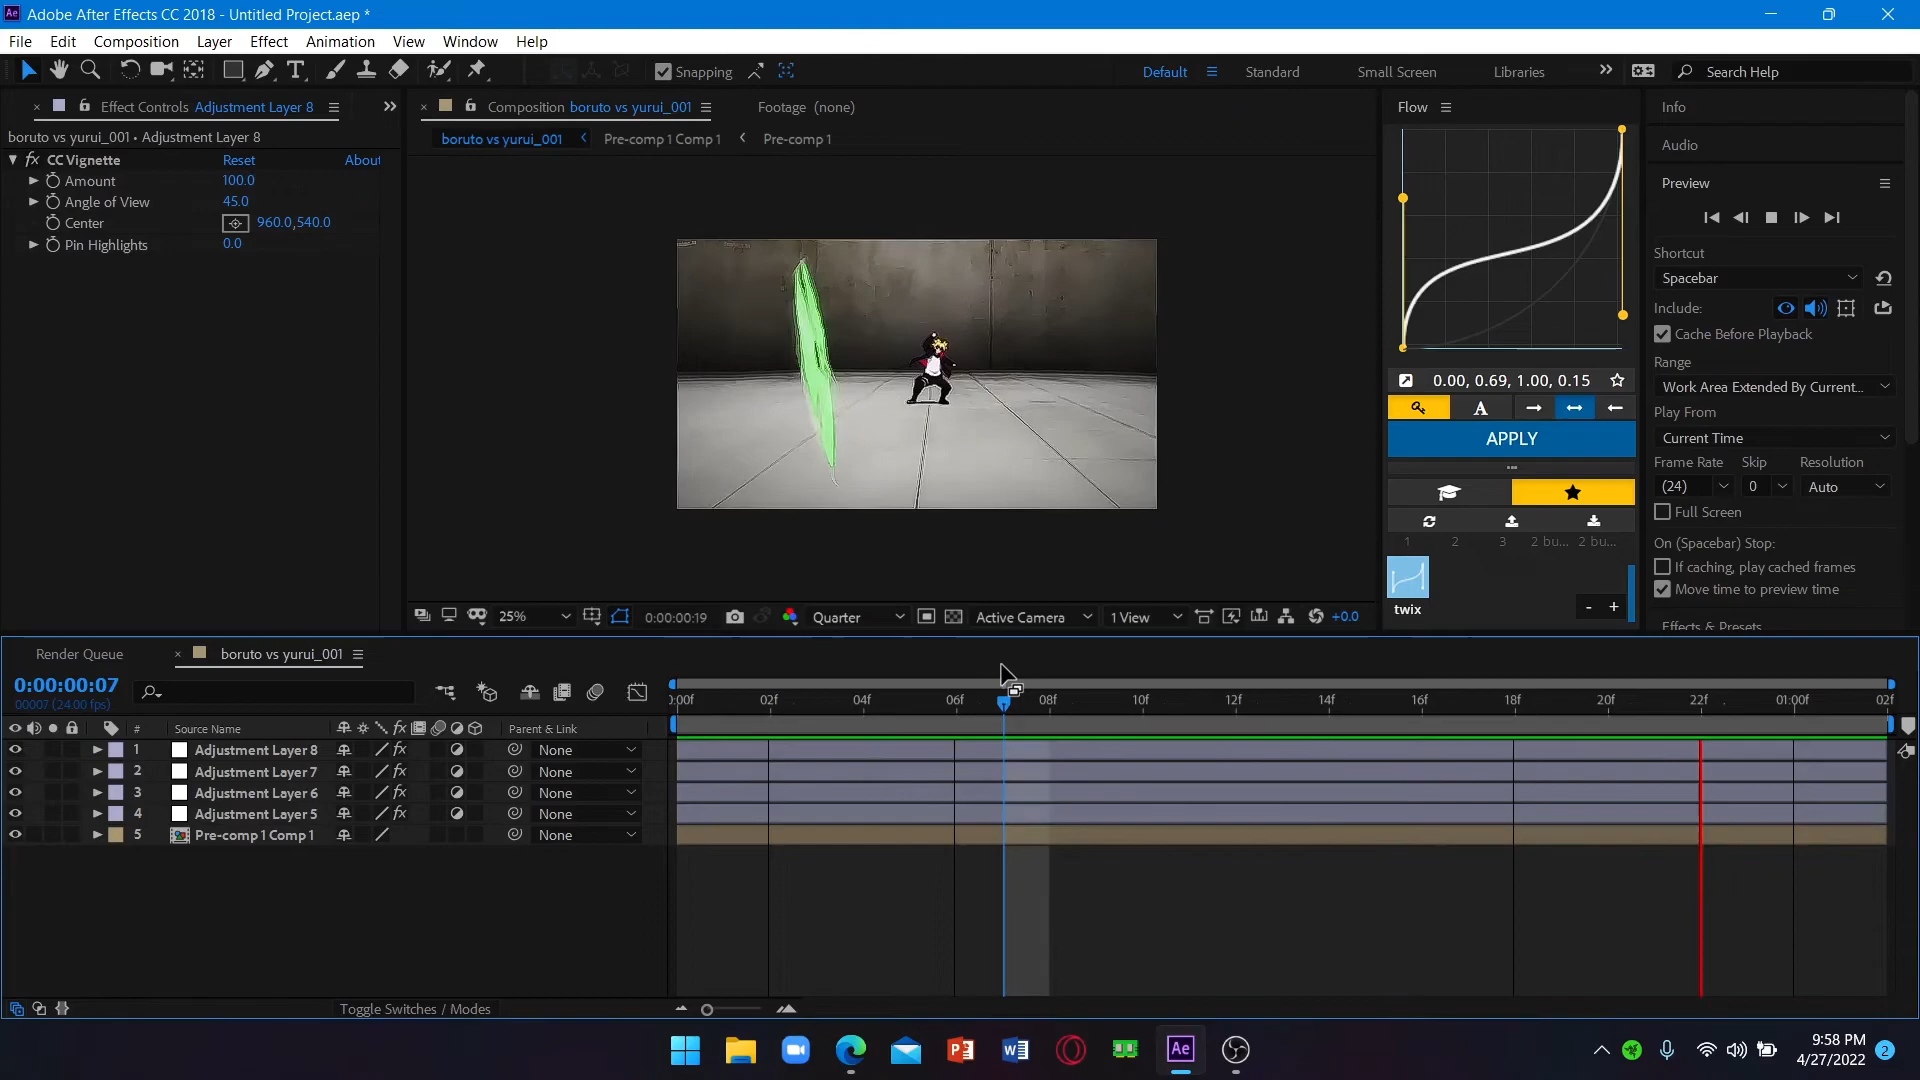 Adobe After Effects CC 2018 - Untitled Project.aep *
File Edit Composition Layer Effect Animation View Window Help
Snapping
Default Standard Small Screen Libraries Search Help
Effect Controls Adjustment Layer 8
boruto vs yurui_001 • Adjustment Layer 8
CC Vignette Reset About
Amount 100.0
Angle of View 45.0
Center 960.0,540.0
Pin Highlights 0.0
Composition boruto vs yurui_001 Footage (none)
boruto vs yurui_001 Pre-comp 1 Comp 1 Pre-comp 1
25% 0:00:00:19 Quarter Active Camera 1 View +0.0
Flow
0.00, 0.69, 1.00, 0.15
A
APPLY
1 2 3 2 bu... 2 bu...
twix
- +
Info
Audio
Preview
Shortcut
Spacebar
Include:
Cache Before Playback
Range
Work Area Extended By Current...
Play From
Current Time
Frame Rate Skip Resolution
(24) 0 Auto
Full Screen
On (Spacebar) Stop:
If caching, play cached frames
Move time to preview time
Effects & Presets
Render Queue boruto vs yurui_001
0:00:00:07
00007 (24.00 fps)
0:00f 02f 04f 06f 08f 10f 12f 14f 16f 18f 20f 22f 01:00f 02f
# Source Name fx Parent & Link
1 Adjustment Layer 8 fx None
2 Adjustment Layer 7 fx None
3 Adjustment Layer 6 fx None
4 Adjustment Layer 5 fx None
5 Pre-comp 1 Comp 1 None
Toggle Switches / Modes
9:58 PM
4/27/2022
2